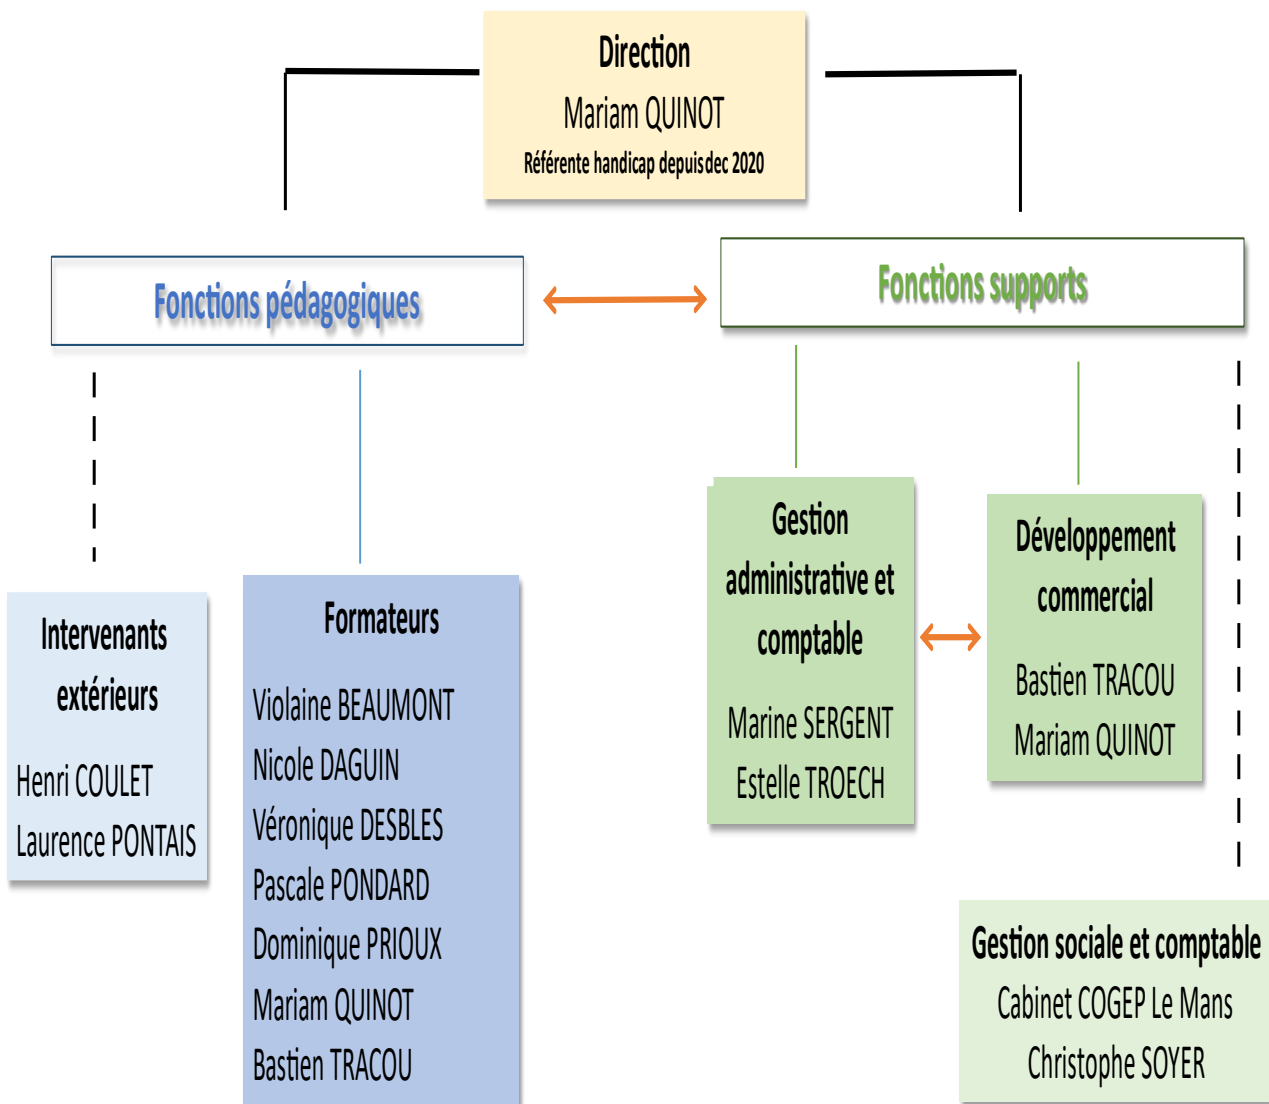 Direction
Mariam QUINOT
Référente handicap depuis dec 2020
Fonctions pédagogiques
Fonctions supports
Intervenants
extérieurs
Henri COULET
Laurence PONTAIS
Formateurs
Violaine BEAUMONT
Nicole DAGUIN
Véronique DESBLES
Pascale PONDARD
Dominique PRIOUX
Mariam QUINOT
Bastien TRACOU
Gestion
administrative et
comptable
Marine SERGENT
Estelle TROECH
Développement
commercial
Bastien TRACOU
Mariam QUINOT
Gestion sociale et comptable
Cabinet COGEP Le Mans
Christophe SOYER